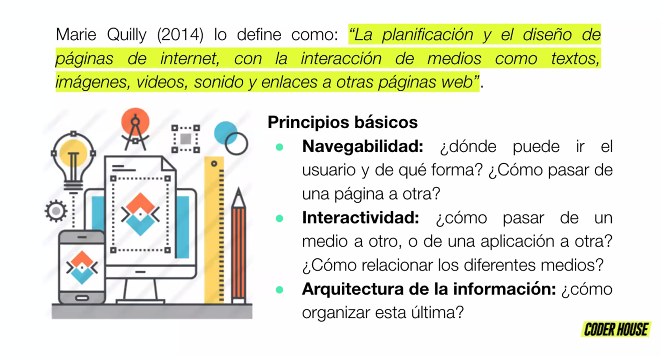 Marie Quilly (2014) lo define como: “La planificación y el diseño de
páginas de internet, con la interacción de medios como textos,
imágenes, videos, sonido y enlaces a otras páginas web”.
Principios básicos
● Navegabilidad: ¿dónde puede ir el
usuario y de qué forma? ¿Cómo pasar de
una página a otra?
● Interactividad: ¿cómo pasar de un
medio a otro, o de una aplicación a otra?
¿Cómo relacionar los diferentes medios?
● Arquitectura de la información: ¿cómo
organizar esta última?
CODER HOUSE